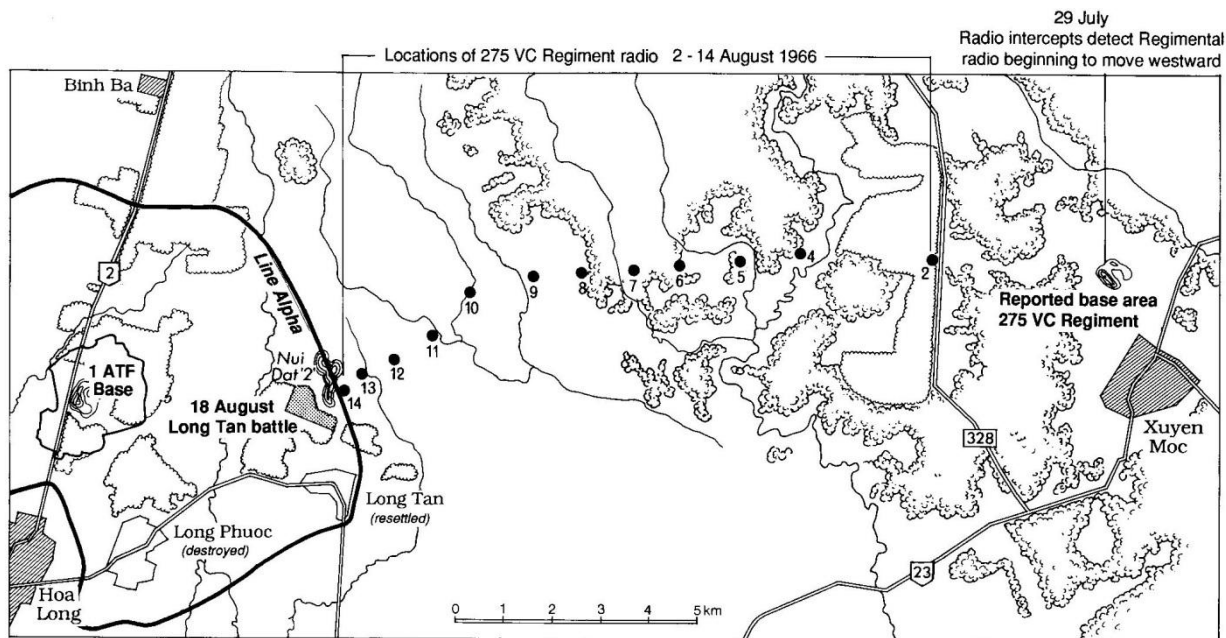 29 July
Radio intercepts detect Regimental
radio beginning to move westward
Locations of 275 VC Regiment radio 2 - 14 August 1966
Binh Ba
2
Line Alpha
4
5
6
7
8
9
2
10
Reported base area
275 VC Regiment
11
Nui
Dat '2'
12
13
14
1 ATF
Base
18 August
Long Tan battle
328
Xuyen
Moc
Long Tan
(resettled)
Long Phuoc
(destroyed)
23
Hoa
Long
0 1 2 3 4 5 km